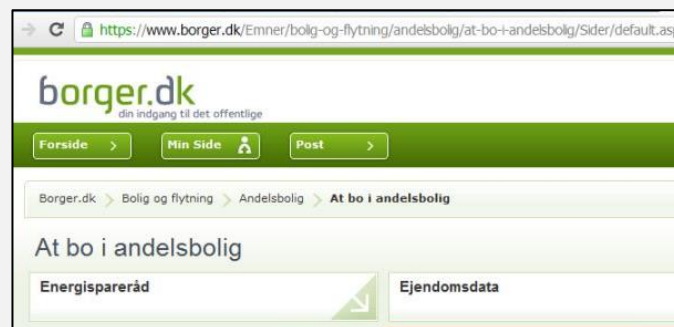 https://www.borger.dk/Emner/bolig-og-flytning/andelsbolig/at-bo-i-andelsbolig/Sider/default.asp
borger.dk
din indgang til det offentlige
Forside > Min Side Post >
Borger.dk > Bolig og flytning > Andelsbolig > At bo i andelsbolig
At bo i andelsbolig
Energispareråd Ejendomsdata